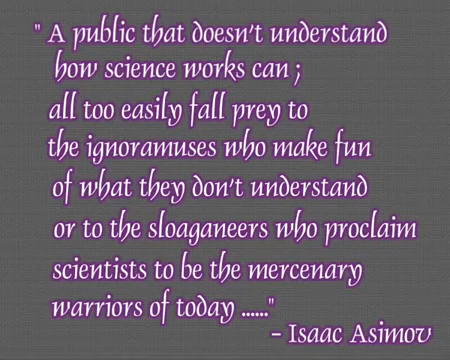 " A public that doesn't understand
how science works can ;
all too easily fall prey to
the ignoramuses who make fun
of what they don't understand
or to the sloaganeers who proclaim
scientists to be the mercenary
warriors of today ......"
- Isaac Asimov